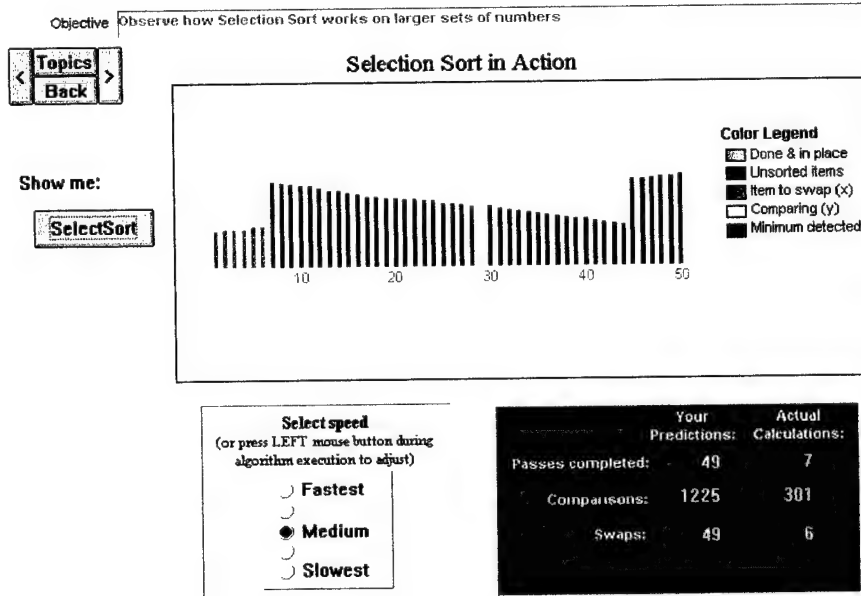 Objective Observe how Selection Sort works on larger sets of numbers
< Topics >
Back
Selection Sort in Action
Color Legend
Done & in place
Unsorted items
Item to swap (x)
Comparing (y)
Minimum detected
Show me:
SelectSort
10 20 30 40 50
Select speed
(or press LEFT mouse button during
algorithm execution to adjust)
Fastest
Medium
Slowest
Your Actual
Predictions: Calculations:
Passes completed: 49 7
Comparisons: 1225 301
Swaps: 49 6